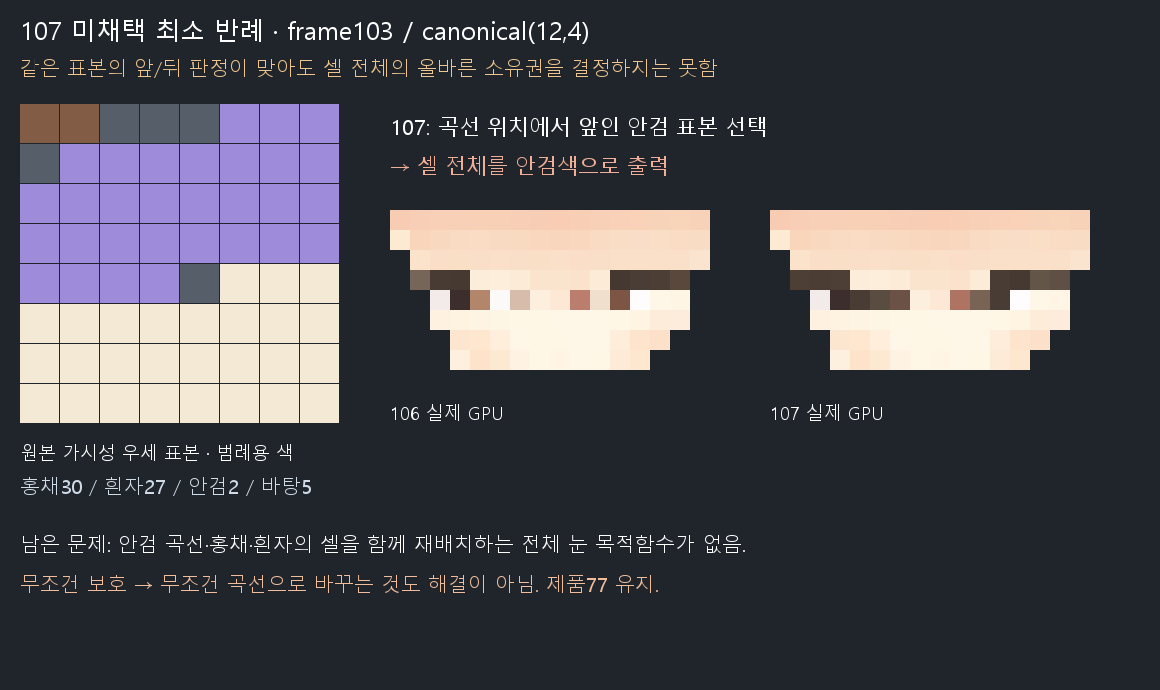 107 미채택 최소 반례 · frame103 / canonical(12,4)
같은 표본의 앞/뒤 판정이 맞아도 셀 전체의 올바른 소유권을 결정하지는 못함
107: 곡선 위치에서 앞인 안검 표본 선택
→ 셀 전체를 안검색으로 출력
106 실제 GPU
107 실제 GPU
원본 가시성 우세 표본 · 범례용 색
홍채30 / 흰자27 / 안검2 / 바탕5
남은 문제: 안검 곡선·홍채·흰자의 셀을 함께 재배치하는 전체 눈 목적함수가 없음.
무조건 보호 → 무조건 곡선으로 바꾸는 것도 해결이 아님. 제품77 유지.